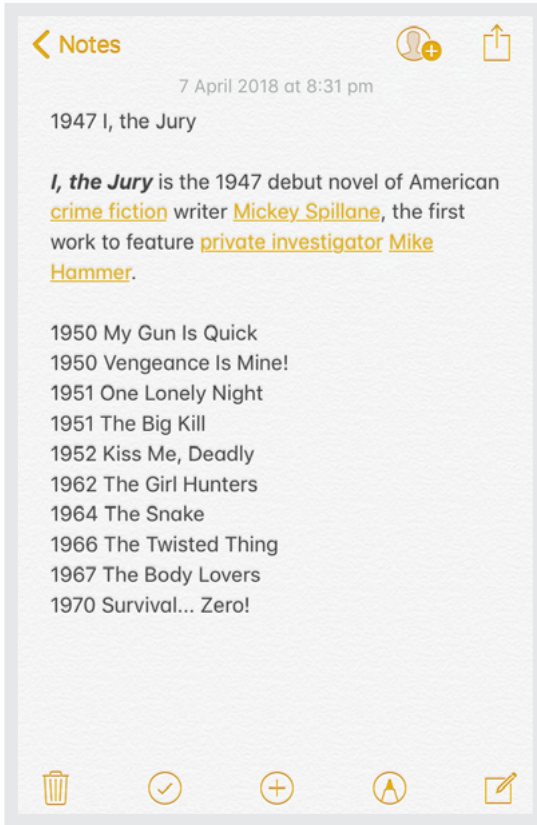 Notes
7 April 2018 at 8:31 pm
1947 I, the Jury
I, the Jury is the 1947 debut novel of American
crime fiction writer Mickey Spillane, the first
work to feature private investigator Mike
Hammer.
1950 My Gun Is Quick
1950 Vengeance Is Mine!
1951 One Lonely Night
1951 The Big Kill
1952 Kiss Me, Deadly
1962 The Girl Hunters
1964 The Snake
1966 The Twisted Thing
1967 The Body Lovers
1970 Survival... Zero!